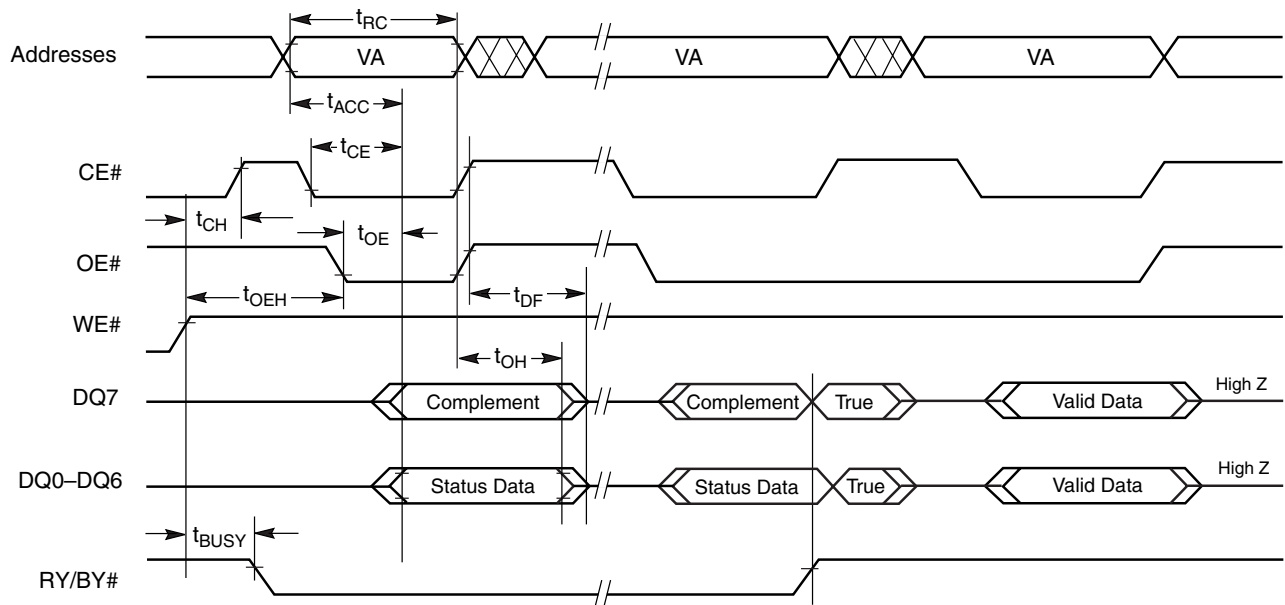 tRC
Addresses VA VA VA
tACC
tCE
CE#
tCH tOE
OE#
tOEH tDF
WE#
tOH
DQ7 Complement Complement True Valid Data High Z
DQ0–DQ6 Status Data Status Data True Valid Data High Z
tBUSY
RY/BY#